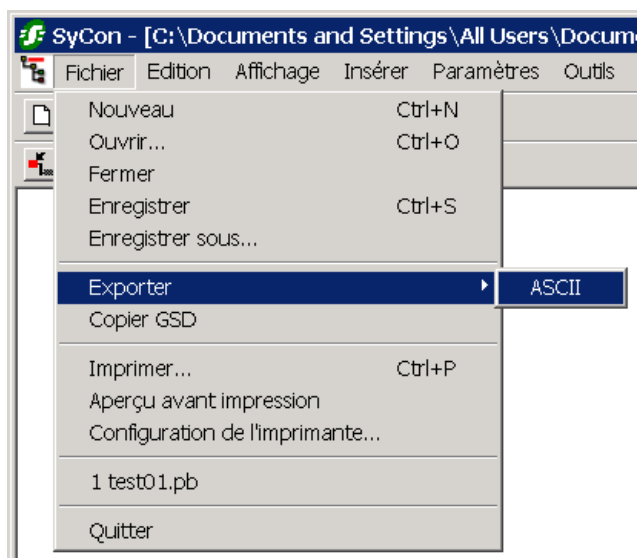 SyCon - [C:\Documents and Settings\All Users\Docum
Fichier Edition Affichage Insérer Paramètres Outils
Nouveau Ctrl+N
Ouvrir... Ctrl+O
Fermer
Enregistrer Ctrl+S
Enregistrer sous...
Exporter ASCII
Copier GSD
Imprimer... Ctrl+P
Aperçu avant impression
Configuration de l'imprimante...
1 test01.pb
Quitter